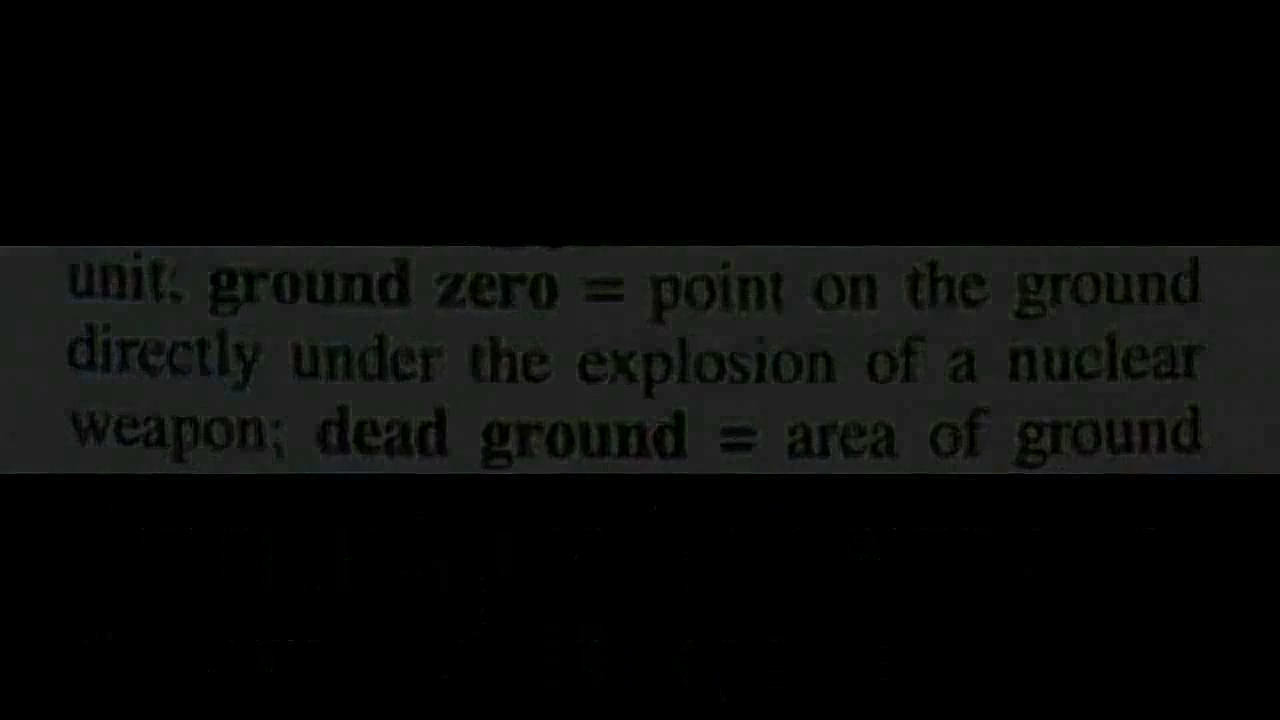 unit. ground zero = point on the ground
directly under the explosion of a nuclear
weapon; dead ground = area of ground